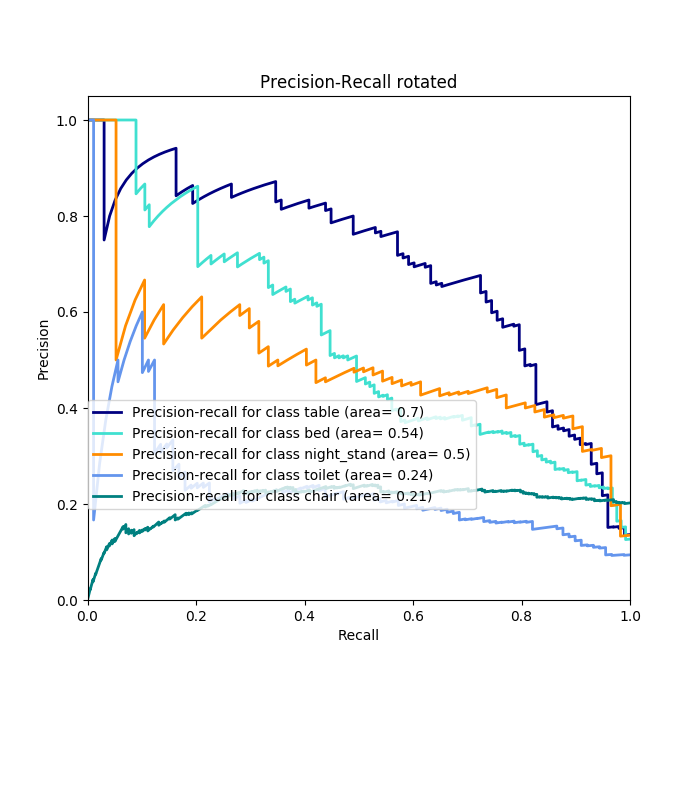 Precision-Recall rotated
1.0
0.8
0.6
0.4
0.2
0.0
Precision
Precision-recall for class table (area= 0.7)
Precision-recall for class bed (area= 0.54)
Precision-recall for class night_stand (area= 0.5)
Precision-recall for class toilet (area= 0.24)
Precision-recall for class chair (area= 0.21)
0.0 0.2 0.4 0.6 0.8 1.0
Recall